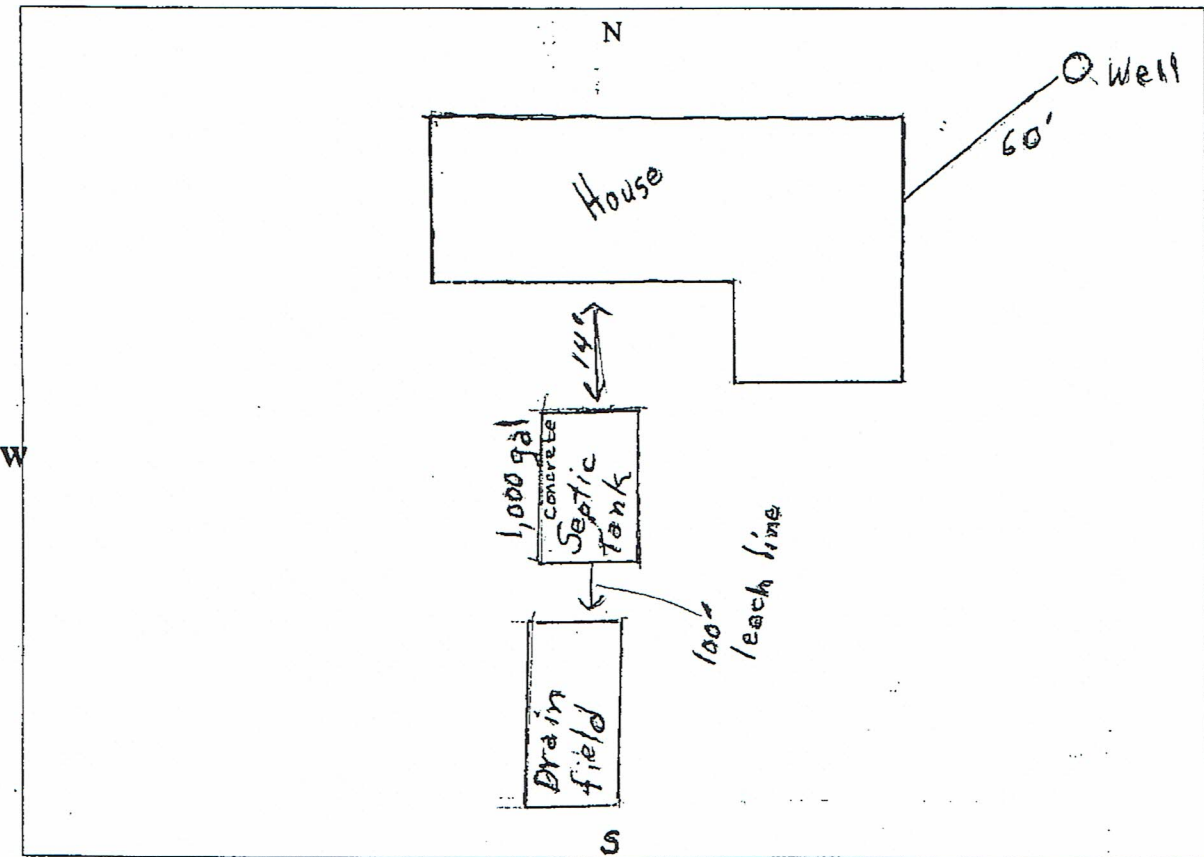 N
Well
60'
House
14'
1,000 gal
concrete
Septic
Tank
W
100'
leach line
Drain
field
S